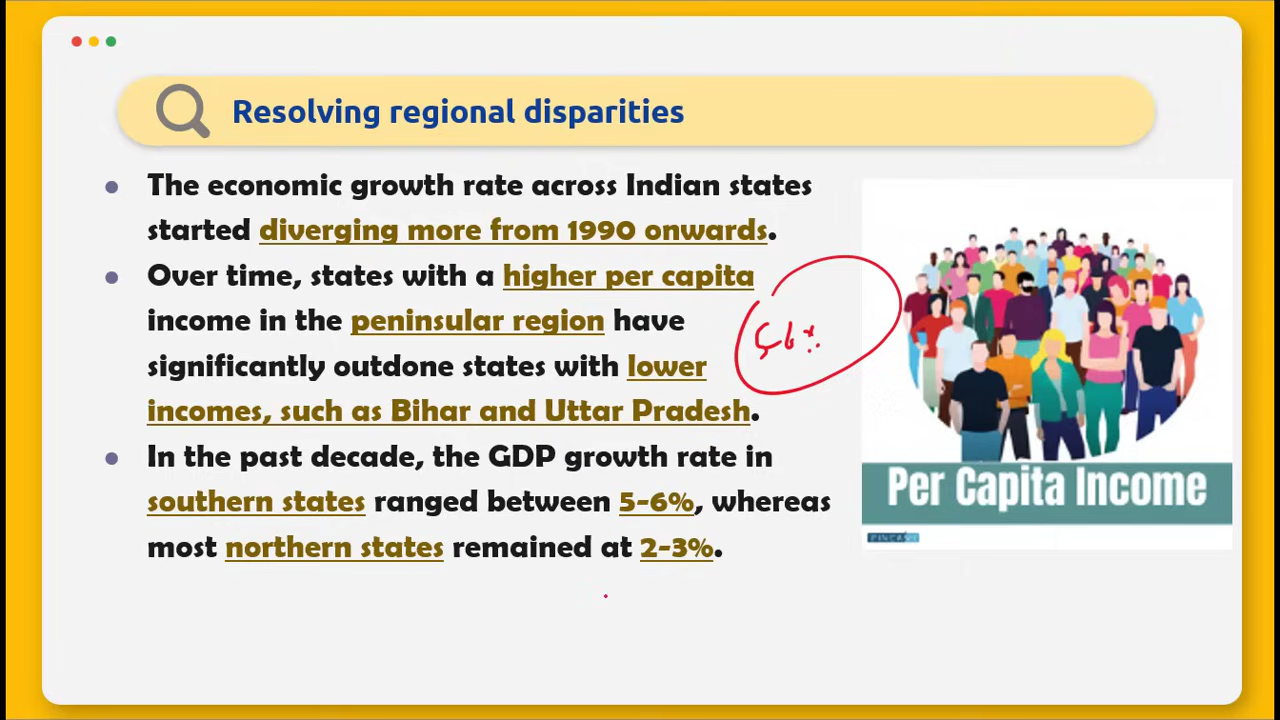 Resolving regional disparities
The economic growth rate across Indian states
started diverging more from 1990 onwards.
Over time, states with a higher per capita
income in the peninsular region have
significantly outdone states with lower
incomes, such as Bihar and Uttar Pradesh.
In the past decade, the GDP growth rate in
southern states ranged between 5-6%, whereas
most northern states remained at 2-3%.
Per Capita Income